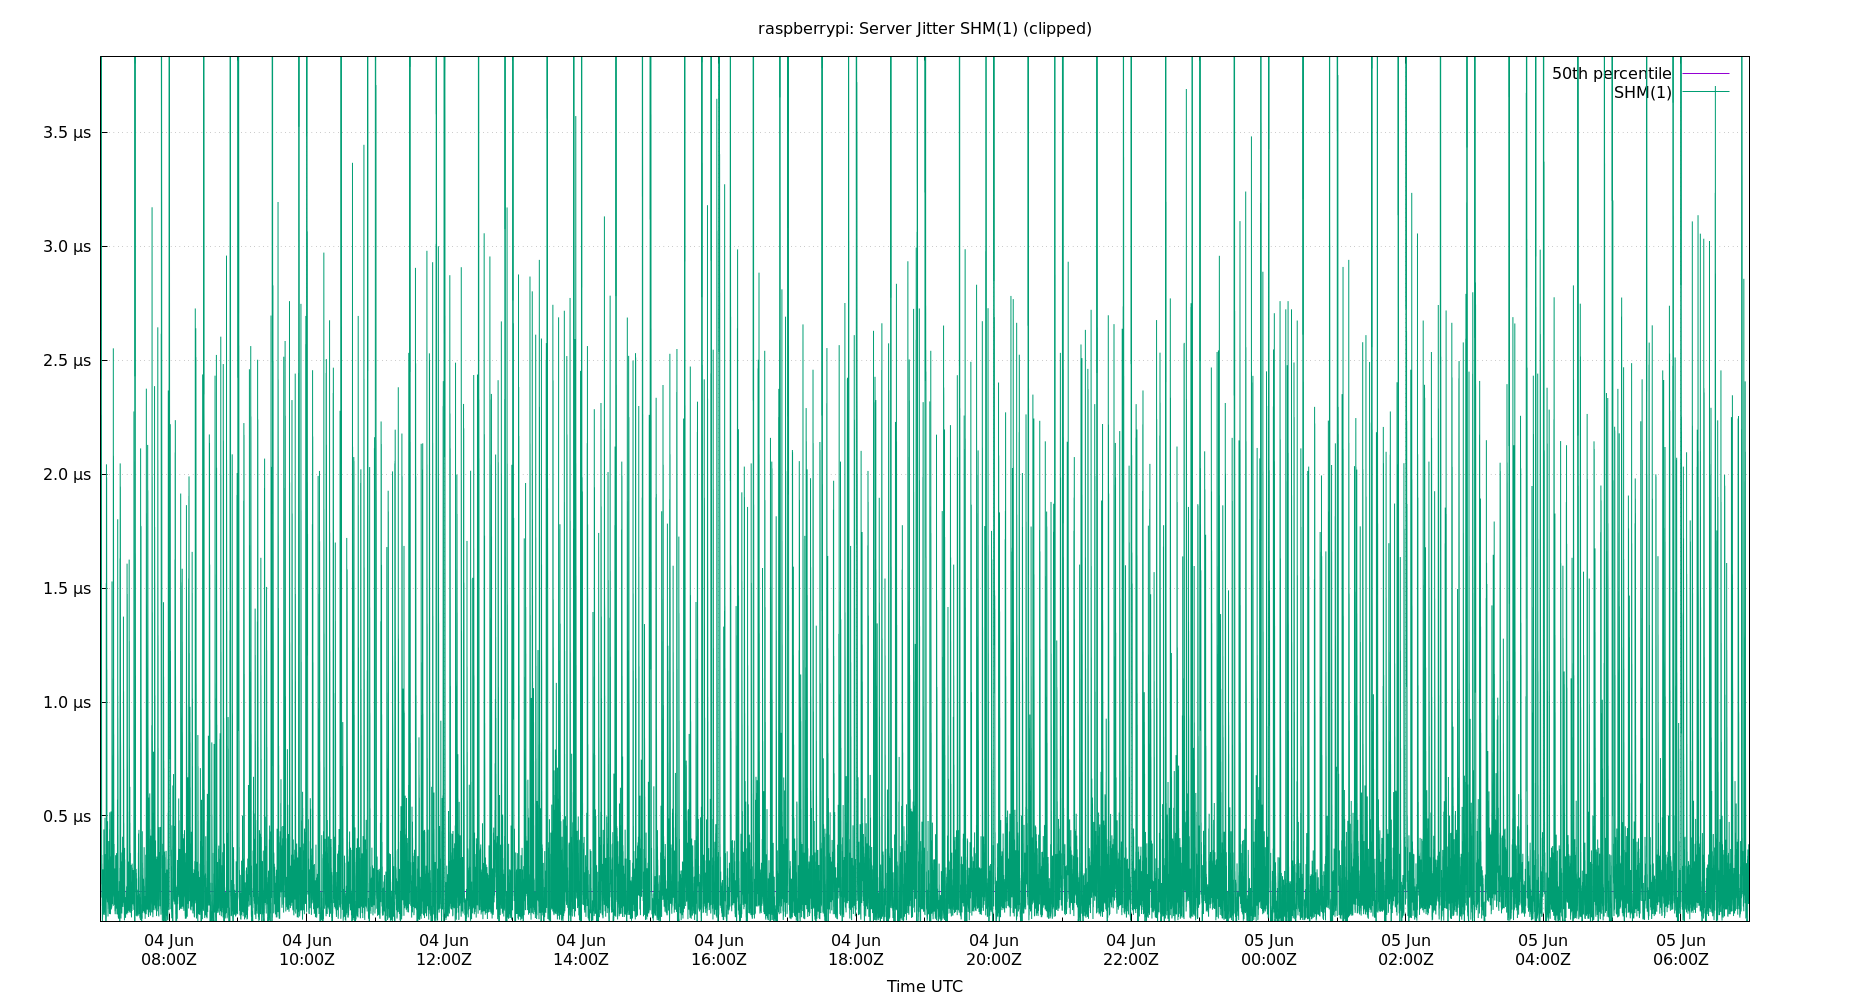 raspberrypi: Server Jitter SHM(1) (clipped)
50th percentile
SHM(1)
3.5 µs
3.0 µs
2.5 µs
2.0 µs
1.5 µs
1.0 µs
0.5 µs
04 Jun 04 Jun 04 Jun 04 Jun 04 Jun 04 Jun 04 Jun 04 Jun 05 Jun 05 Jun 05 Jun 05 Jun
08:00Z 10:00Z 12:00Z 14:00Z 16:00Z 18:00Z 20:00Z 22:00Z 00:00Z 02:00Z 04:00Z 06:00Z
Time UTC